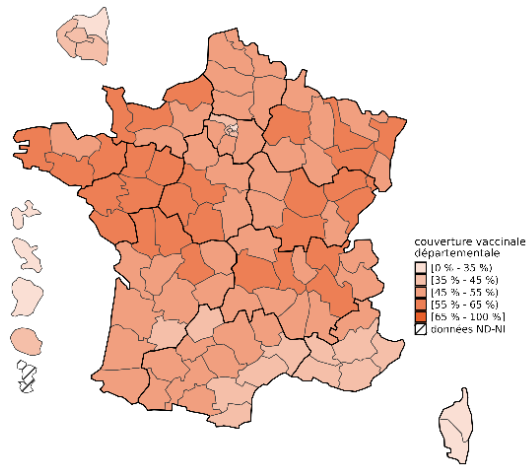 couverture vaccinale
départementale
[0 % - 35 %)
[35 % - 45 %)
[45 % - 55 %)
[55 % - 65 %)
[65 % - 100 %]
données ND-NI